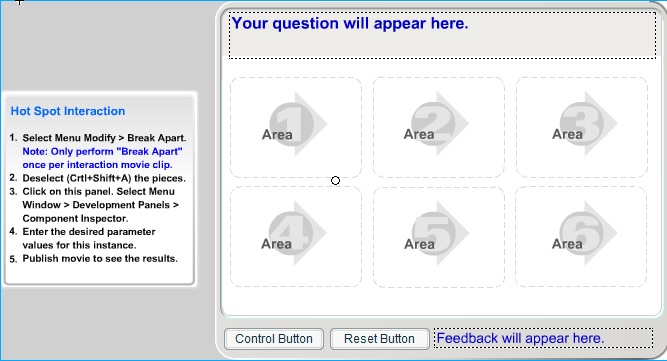 Your question will appear here.
Hot Spot Interaction
1. Select Menu Modify > Break Apart.
Note: Only perform "Break Apart"
once per interaction movie clip.
2. Deselect (Crtl+Shift+A) the pieces.
3. Click on this panel. Select Menu
Window > Development Panels >
Component Inspector.
4. Enter the desired parameter
values for this instance.
5. Publish movie to see the results.
1 Area
2 Area
3 Area
4 Area
5 Area
6 Area
Control Button
Reset Button
Feedback will appear here.